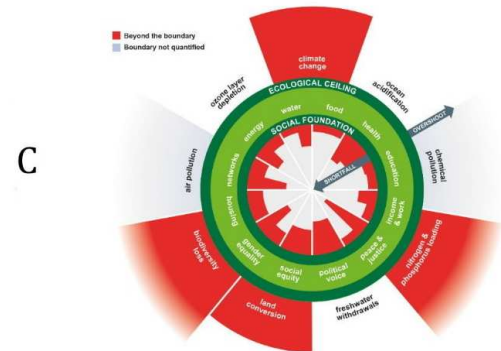 Beyond the boundary
Boundary not quantified
C
climate
change
ozone layer
depletion
ocean
acidification
ECOLOGICAL CEILING
OVERSHOOT
water
food
energy
health
SOCIAL FOUNDATION
networks
education
SHORTFALL
air pollution
chemical
pollution
housing
income
& work
gender
equality
peace &
justice
social
equity
political
voice
biodiversity
loss
nitrogen &
phosphorus loading
land
conversion
freshwater
withdrawals